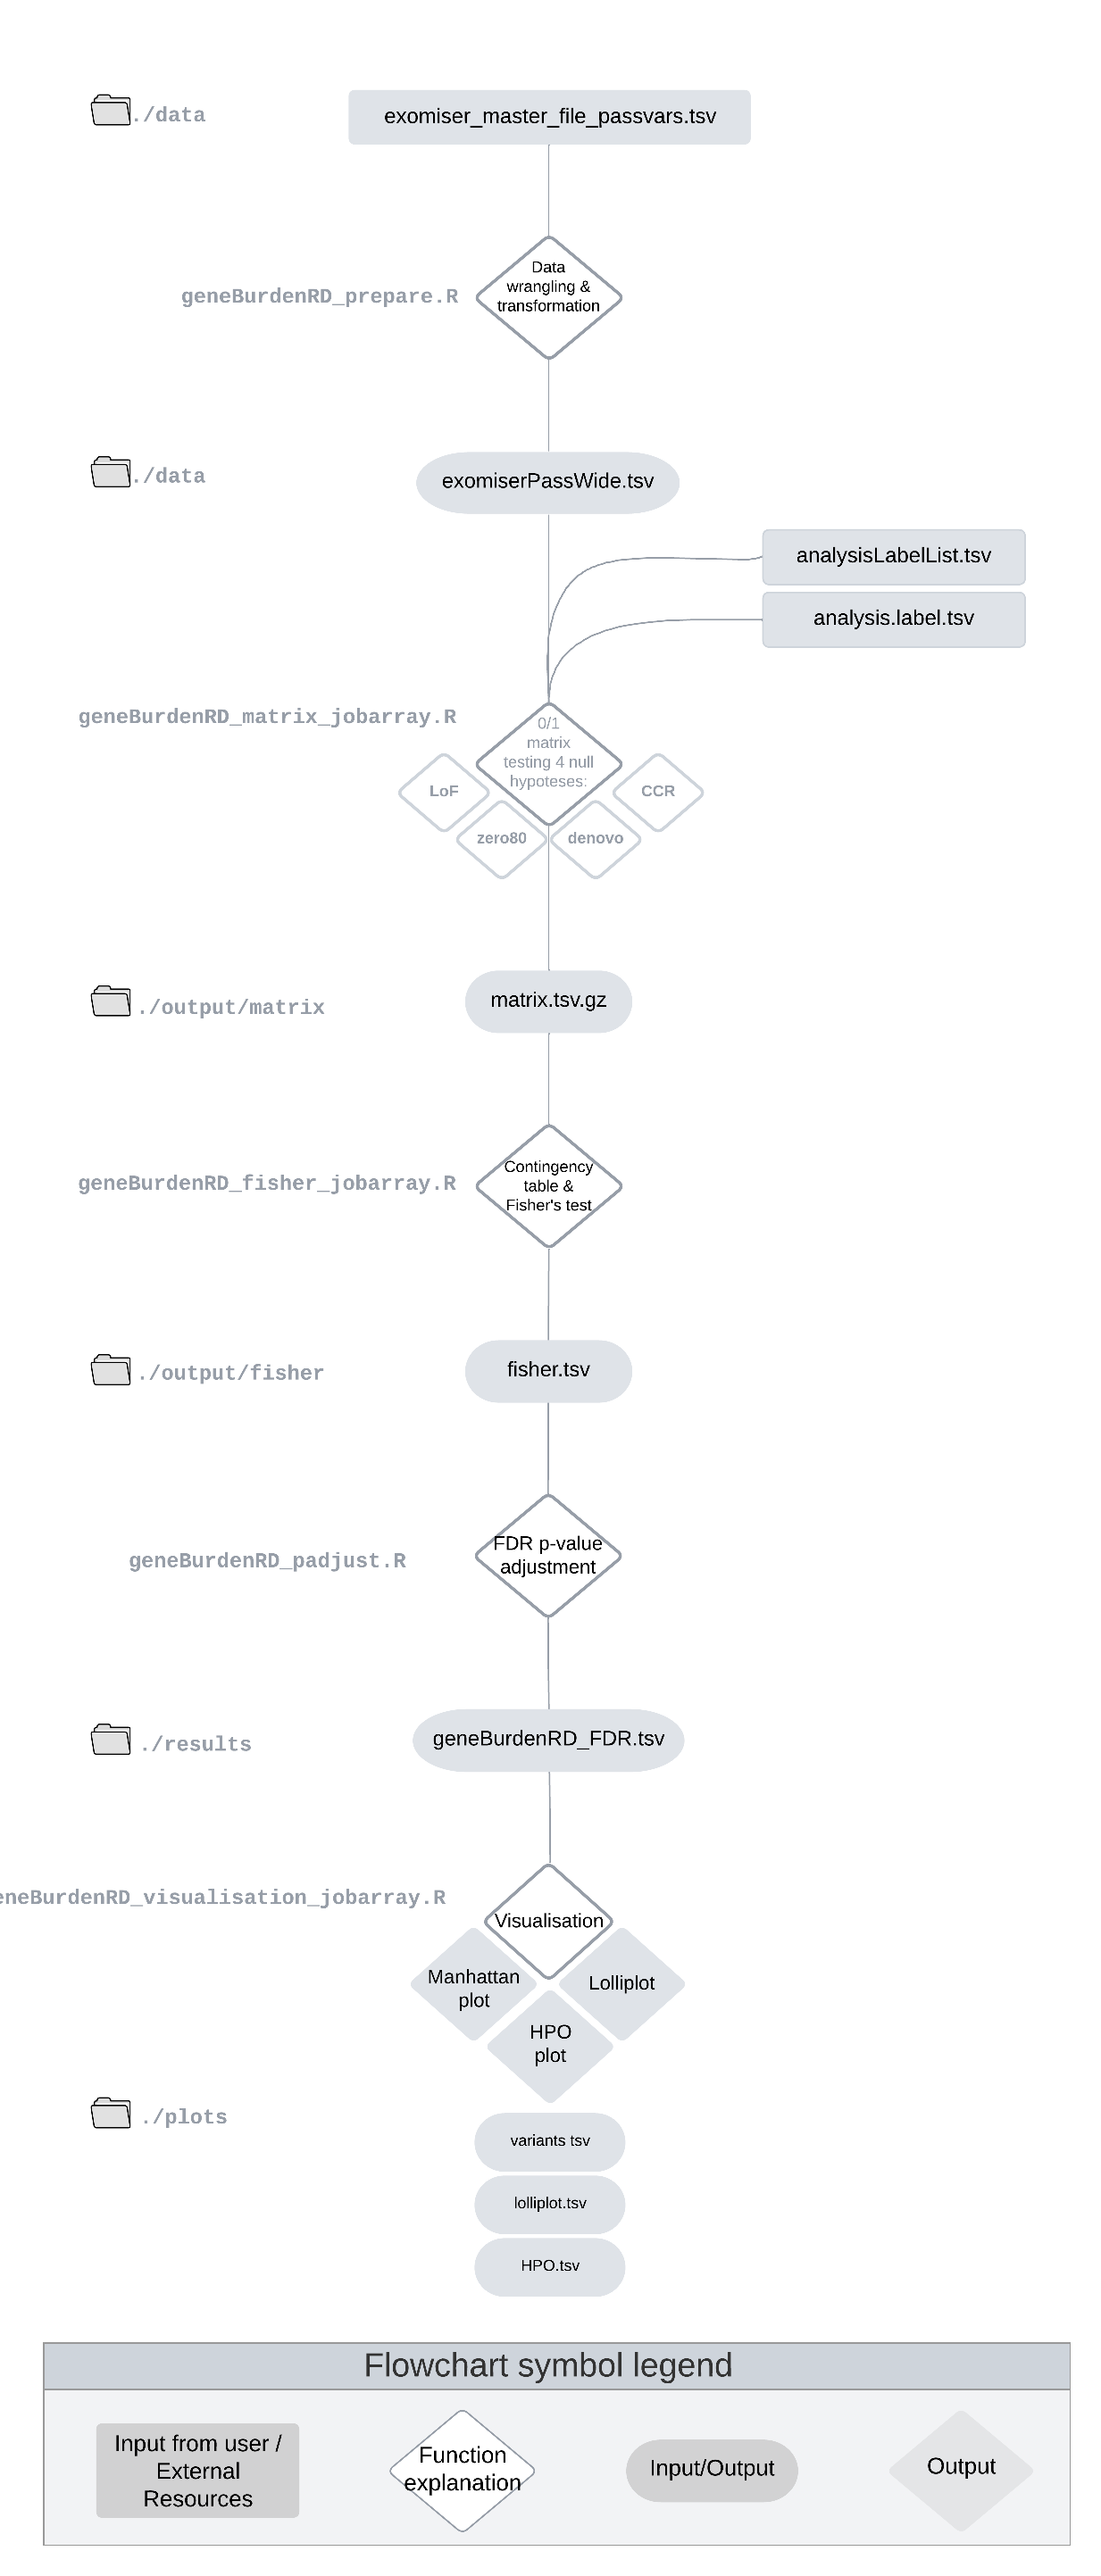 ./data
exomiser_master_file_passvars.tsv
geneBurdenRD_prepare.R
Data
wrangling &
transformation
./data
exomiserPassWide.tsv
analysisLabelList.tsv
analysis.label.tsv
geneBurdenRD_matrix_jobarray.R
0/1
matrix
testing 4 null
hypoteses:
LoF
CCR
zero80
denovo
./output/matrix
matrix.tsv.gz
geneBurdenRD_fisher_jobarray.R
Contingency
table &
Fisher's test
./output/fisher
fisher.tsv
geneBurdenRD_padjust.R
FDR p-value
adjustment
./results
geneBurdenRD_FDR.tsv
eneBurdenRD_visualisation_jobarray.R
Visualisation
Manhattan
plot
Lolliplot
HPO
plot
./plots
variants tsv
lolliplot.tsv
HPO.tsv
Flowchart symbol legend
Input from user /
External
Resources
Function
explanation
Input/Output
Output